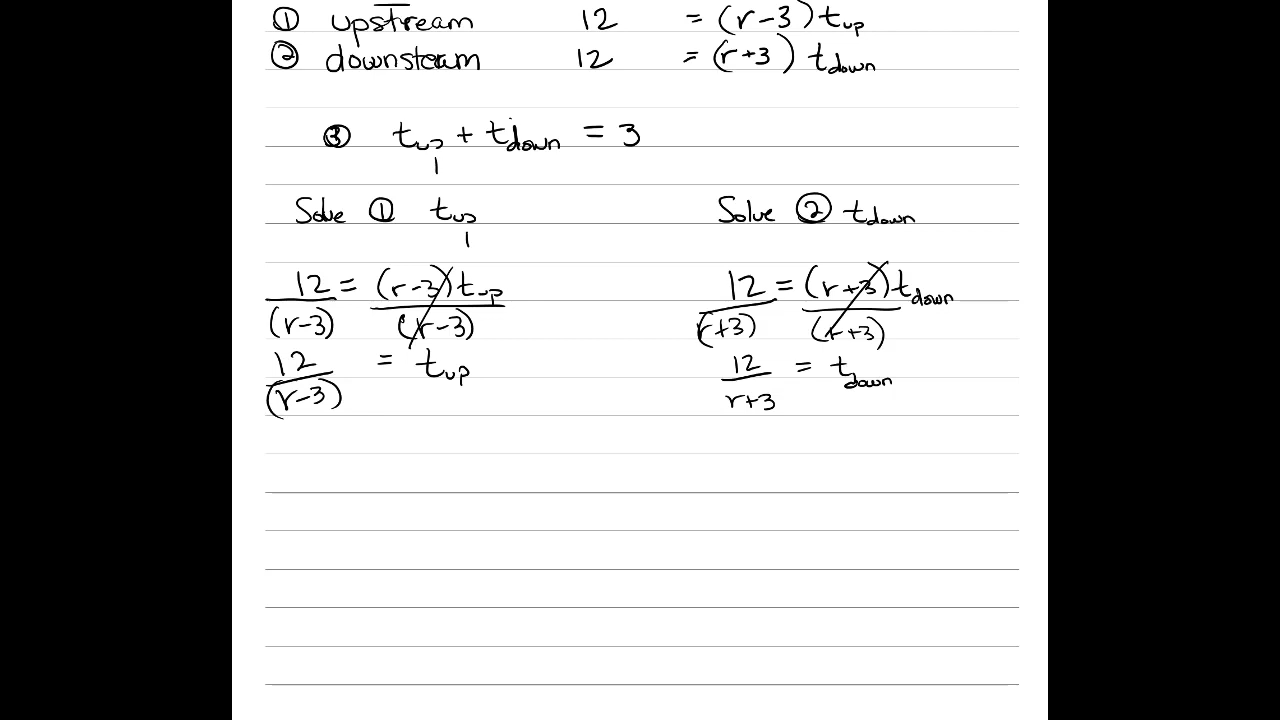 ① upstream 12 = (r-3) t_up
② downsteram 12 = (r+3) t_down
③ t_up + t_down = 3
Solve ① t_up
12/(r-3) = (r-3)t_up/(r-3)
12/(r-3) = t_up
Solve ② t_down
12/(r+3) = (r+3)t_down/(r+3)
12/r+3 = t_down